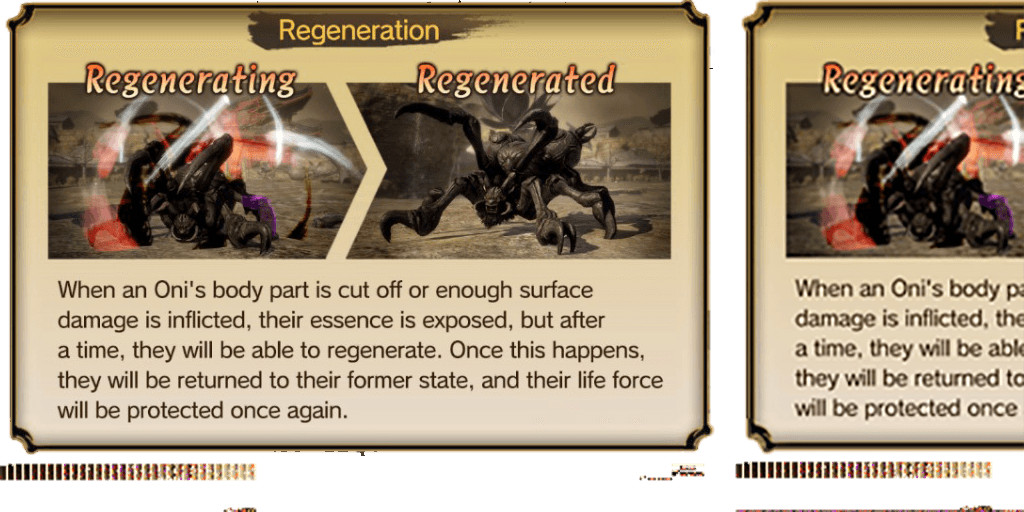 Regeneration
Regenerating
Regenerated
When an Oni's body part is cut off or enough surface
damage is inflicted, their essence is exposed, but after
a time, they will be able to regenerate. Once this happens,
they will be returned to their former state, and their life force
will be protected once again.
Regenerating
When an Oni's body pa
damage is inflicted, the
a time, they will be able
they will be returned to
will be protected once